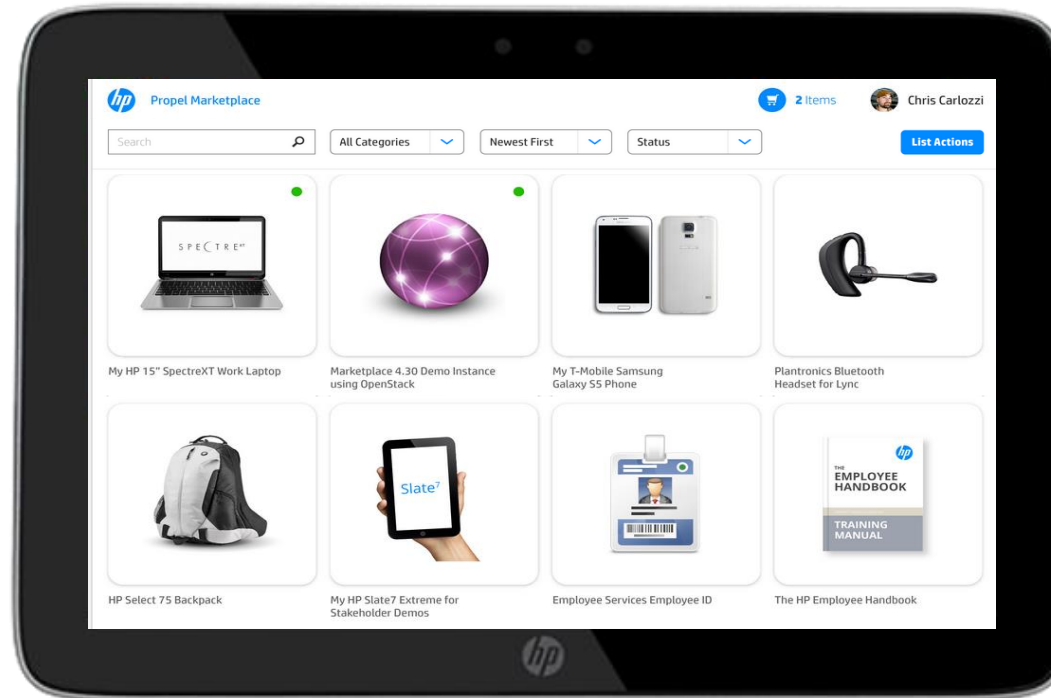 hp
Propel Marketplace
2 Items
Chris Carlozzi
Search
All Categories
Newest First
Status
List Actions
SPECTRE XT
My HP 15” SpectreXT Work Laptop
Marketplace 4.30 Demo Instance
using OpenStack
My T-Mobile Samsung
Galaxy S5 Phone
Plantronics Bluetooth
Headset for Lync
Slate7
hp
THE
EMPLOYEE
HANDBOOK
TRAINING
MANUAL
HP Select 75 Backpack
My HP Slate7 Extreme for
Stakeholder Demos
Employee Services Employee ID
The HP Employee Handbook
hp